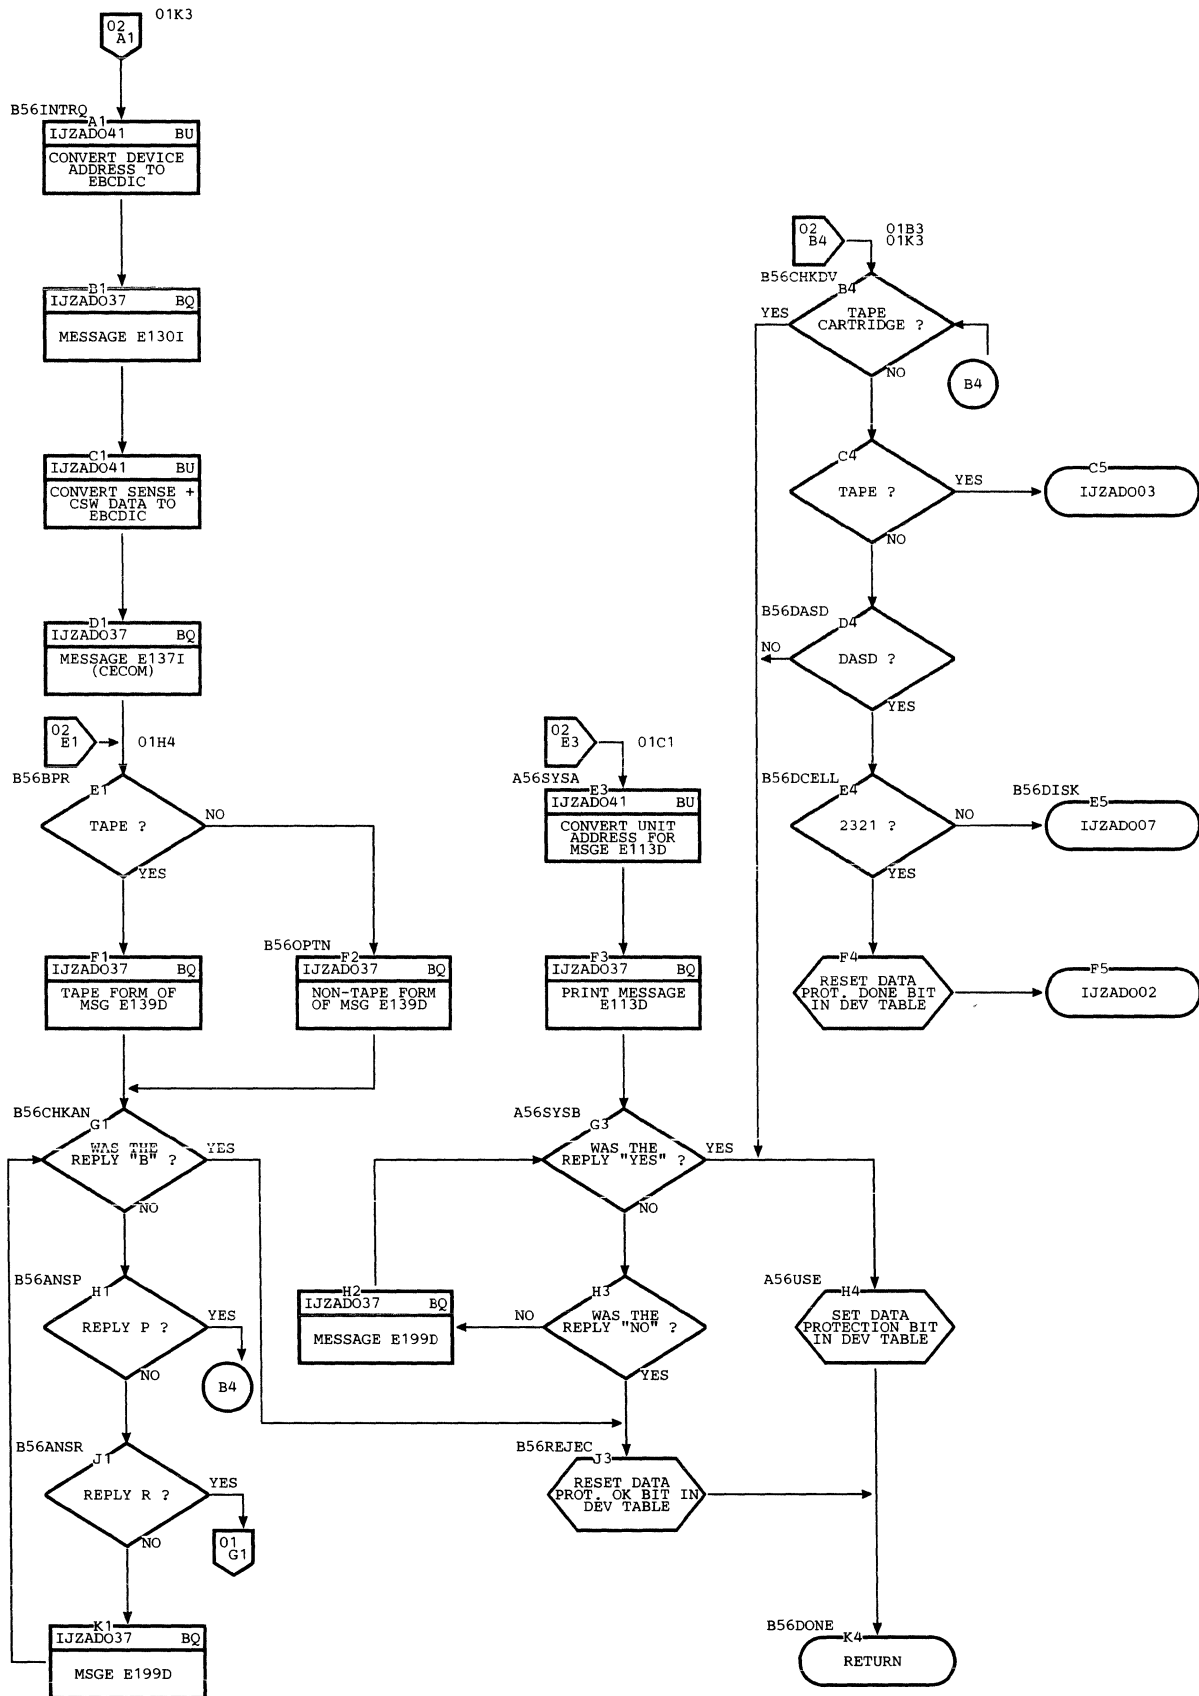 02
A1
01K3
B56INTRQ
A1
IJZADO41 BU
CONVERT DEVICE
ADDRESS TO
EBCDIC
B1
IJZADO37 BQ
MESSAGE E130I
C1
IJZADO41 BU
CONVERT SENSE +
CSW DATA TO
EBCDIC
D1
IJZADO37 BQ
MESSAGE E137I
(CECOM)
02
E1
01H4
B56BPR
E1
TAPE ?
NO
YES
F1
IJZADO37 BQ
TAPE FORM OF
MSG E139D
B56OPTN
F2
IJZADO37 BQ
NON-TAPE FORM
OF MSG E139D
B56CHKAN
G1
WAS THE
REPLY "B" ?
YES
NO
B56ANSP
H1
REPLY P ?
YES
NO
B4
B56ANSR
J1
REPLY R ?
YES
NO
01
G1
K1
IJZADO37 BQ
MSGE E199D
02
E3
01C1
A56SYSA
E3
IJZADO41 BU
CONVERT UNIT
ADDRESS FOR
MSGE E113D
F3
IJZADO37 BQ
PRINT MESSAGE
E113D
A56SYSB
G3
WAS THE
REPLY "YES" ?
YES
NO
H2
IJZADO37 BQ
MESSAGE E199D
H3
WAS THE
REPLY "NO" ?
NO
YES
B56REJEC
J3
RESET DATA
PROT. OK BIT IN
DEV TABLE
02
B4
01B3
01K3
B56CHKDV
B4
TAPE
CARTRIDGE ?
YES
NO
B4
C4
TAPE ?
YES
NO
C5
IJZADO03
B56DASD
D4
DASD ?
NO
YES
B56DCELL
E4
2321 ?
NO
YES
B56DISK
E5
IJZADO07
F4
RESET DATA
PROT. DONE BIT
IN DEV TABLE
F5
IJZADO02
A56USE
H4
SET DATA
PROTECTION BIT
IN DEV TABLE
B56DONE
K4
RETURN